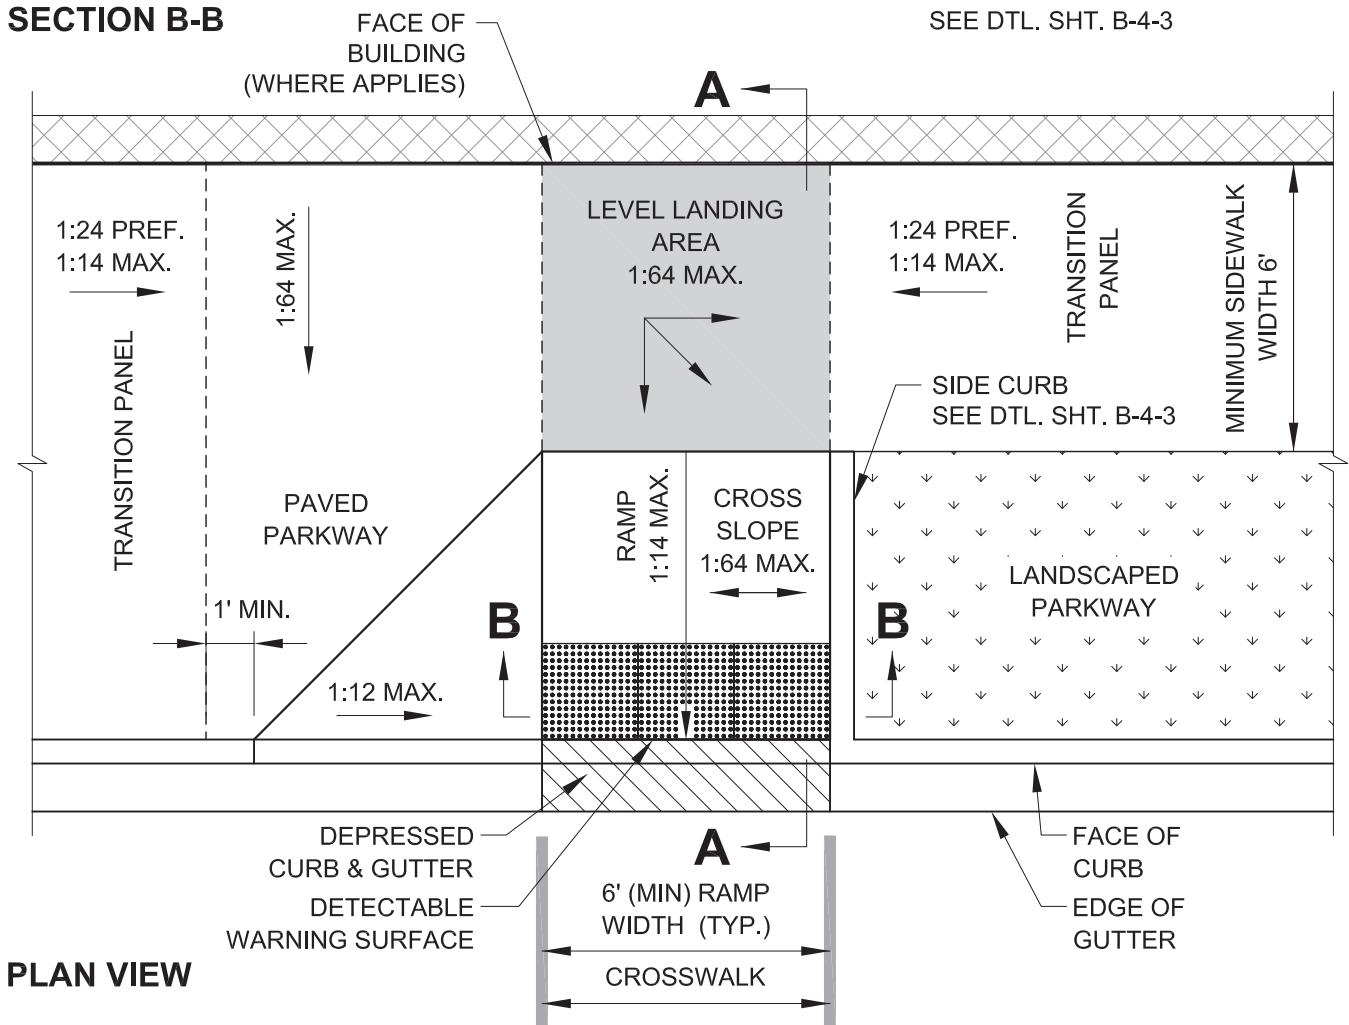 SECTION B-B
FACE OF
BUILDING
(WHERE APPLIES)
SEE DTL. SHT. B-4-3
A
1:24 PREF.
1:14 MAX.
1:64 MAX.
LEVEL LANDING
AREA
1:64 MAX.
1:24 PREF.
1:14 MAX.
TRANSITION
PANEL
MINIMUM SIDEWALK
WIDTH 6'
TRANSITION PANEL
SIDE CURB
SEE DTL. SHT. B-4-3
PAVED
PARKWAY
RAMP
1:14 MAX.
CROSS
SLOPE
1:64 MAX.
LANDSCAPED
PARKWAY
1' MIN.
B
B
1:12 MAX.
DEPRESSED
CURB & GUTTER
DETECTABLE
WARNING SURFACE
A
6' (MIN) RAMP
WIDTH (TYP.)
CROSSWALK
FACE OF
CURB
EDGE OF
GUTTER
PLAN VIEW